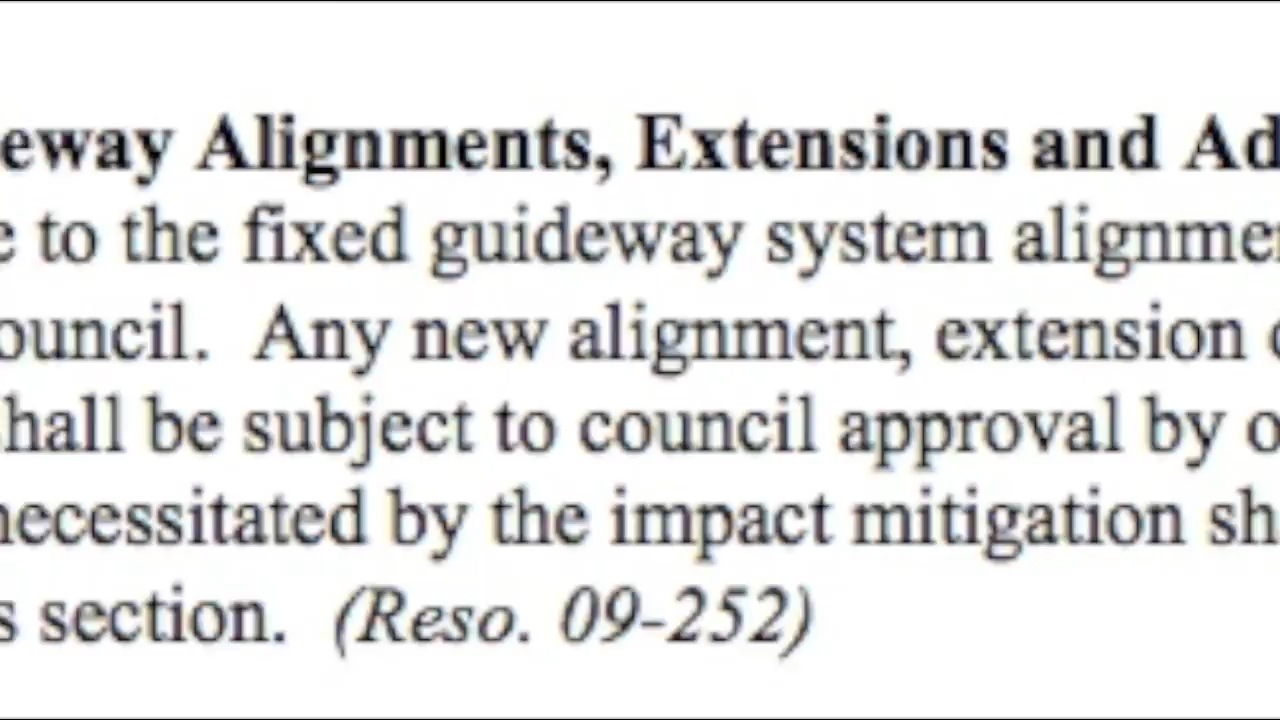 eway Alignments, Extensions and Ad
e to the fixed guideway system alignmen
ouncil. Any new alignment, extension o
hall be subject to council approval by o
necessitated by the impact mitigation sh
s section. (Reso. 09-252)